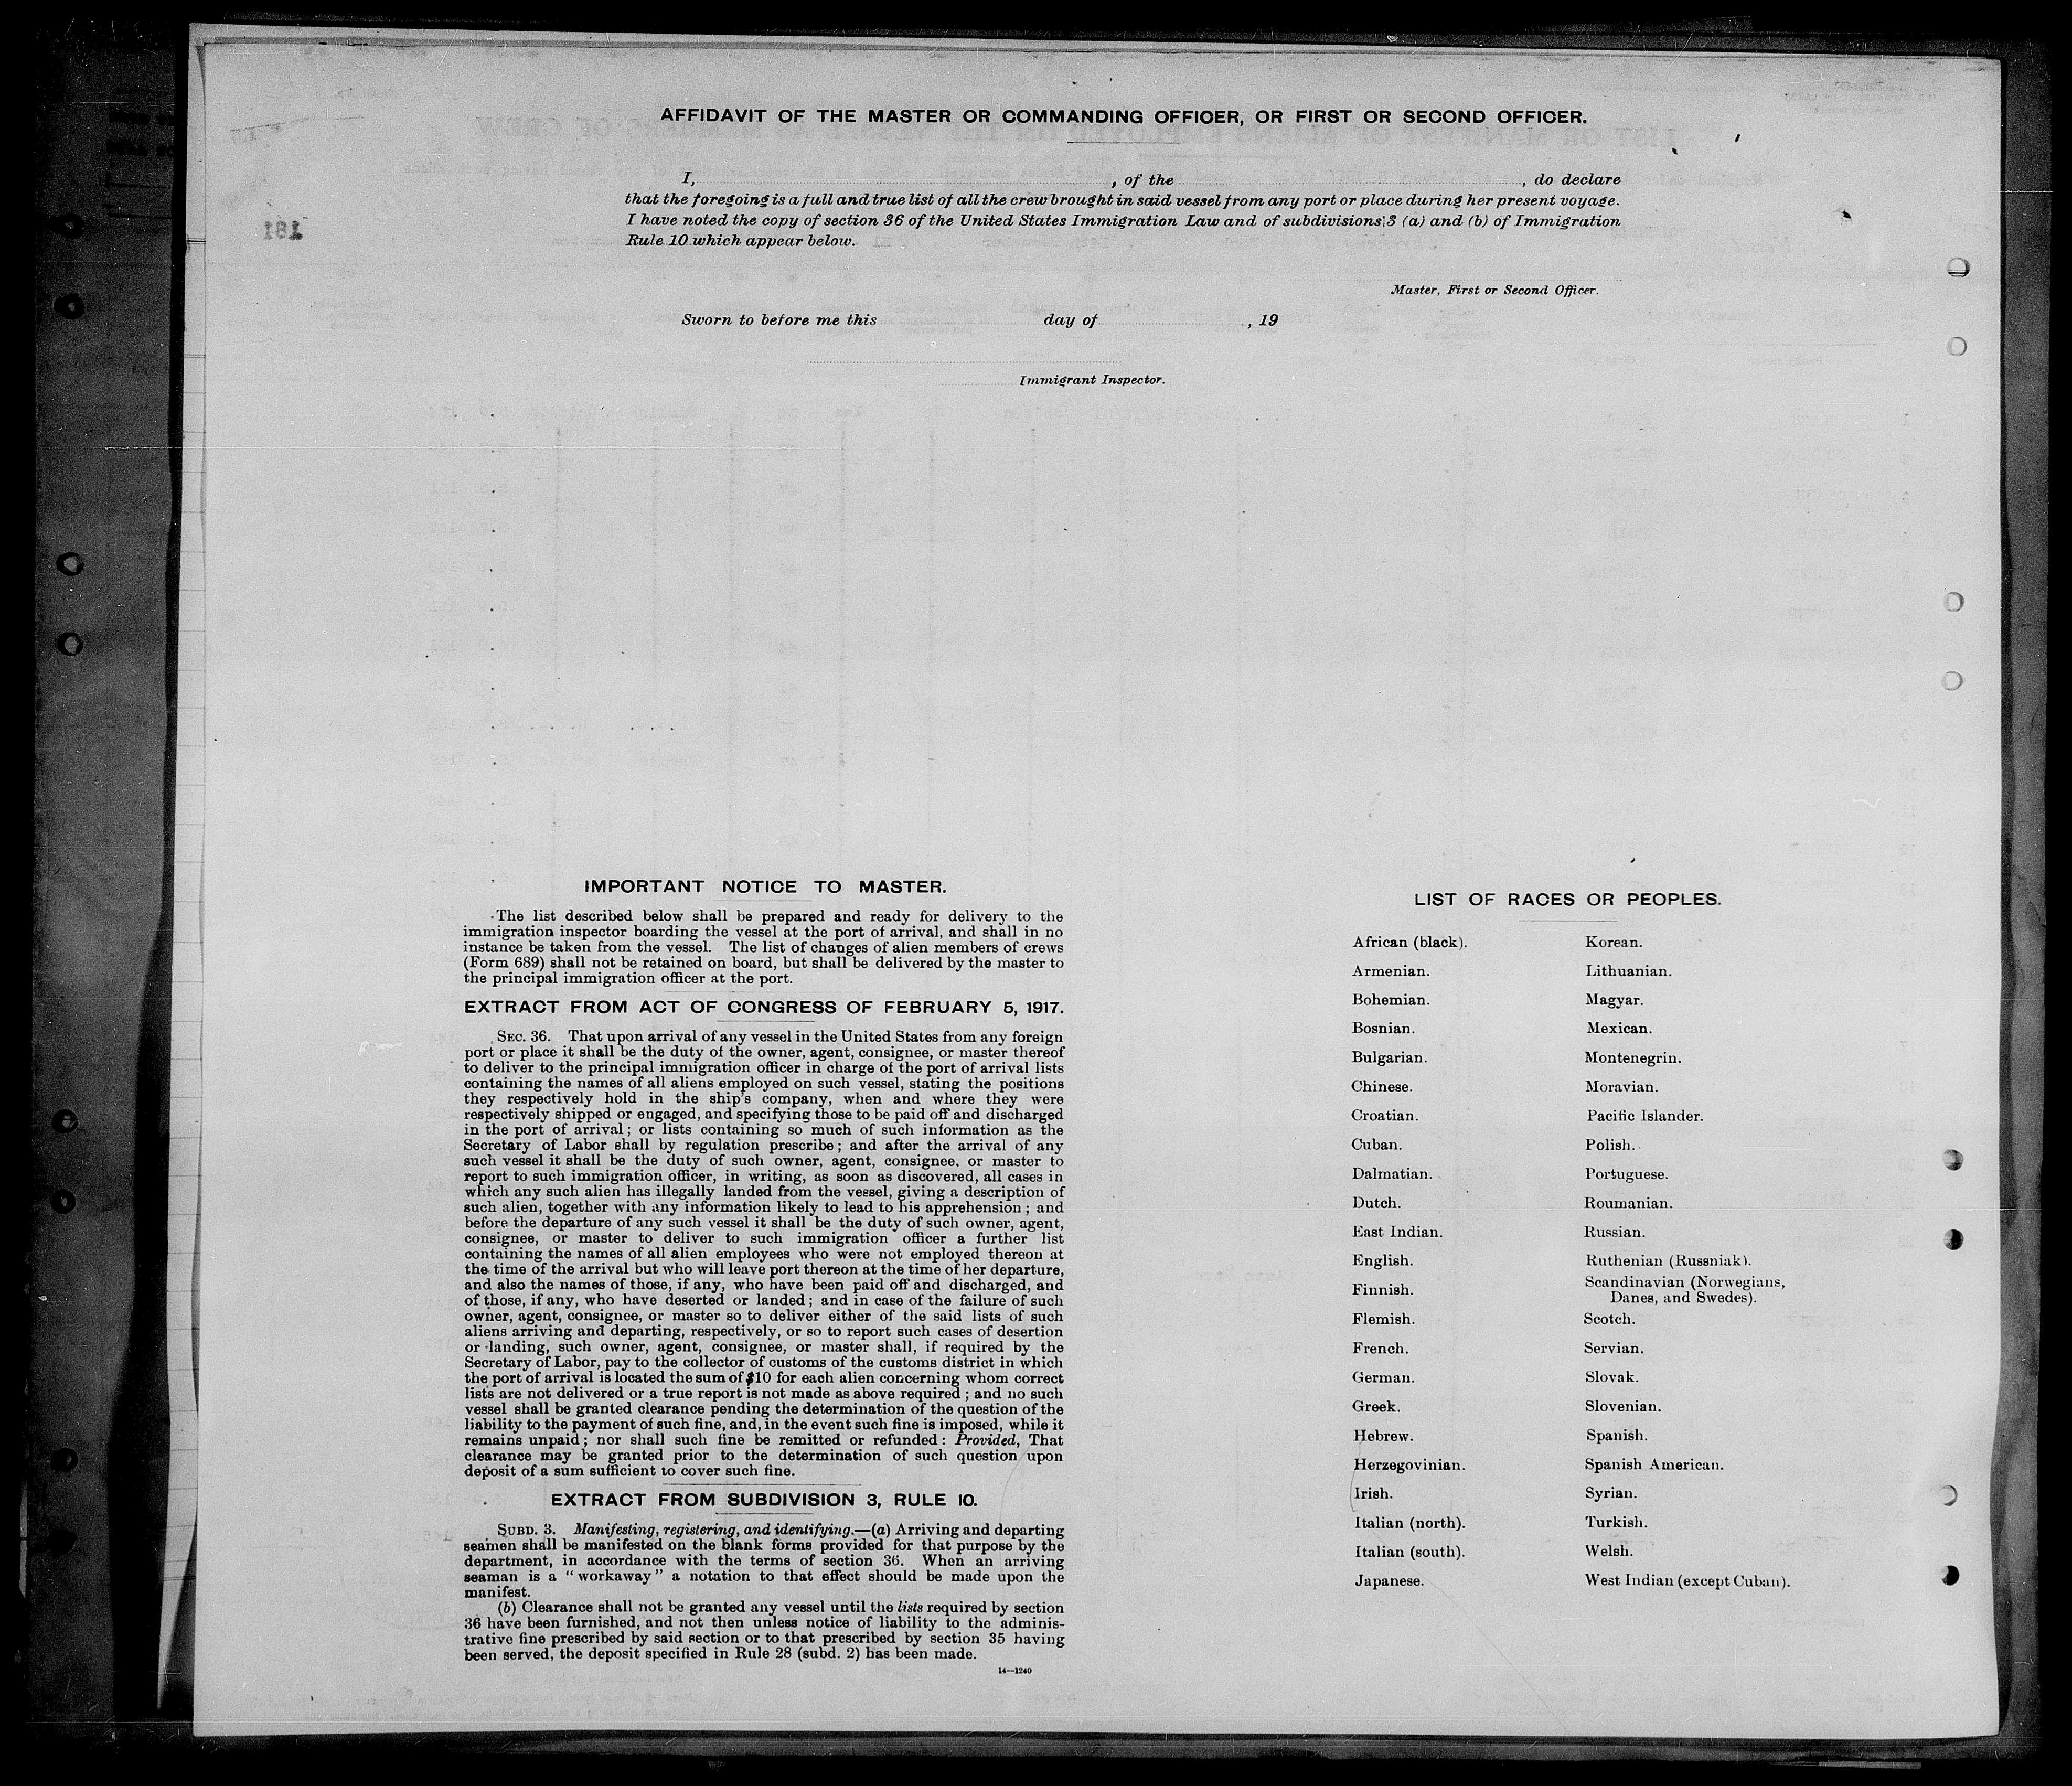 AFFIDAVIT OF THE MASTER OR COMMANDING OFFICER, OR FIRST OR SECOND OFFICER.
I, , of the , do declare
that the foregoing is a full and true list of all the crew brought in said vessel from any port or place during her present voyage.
I have noted the copy of section 36 of the United States Immigration Law and of subdivisions 3 (a) and (b) of Immigration
Rule 10 which appear below.
Master, First or Second Officer.
Sworn to before me this day of , 19
Immigrant Inspector.
181
IMPORTANT NOTICE TO MASTER.
The list described below shall be prepared and ready for delivery to the
immigration inspector boarding the vessel at the port of arrival, and shall in no
instance be taken from the vessel. The list of changes of alien members of crews
(Form 689) shall not be retained on board, but shall be delivered by the master to
the principal immigration officer at the port.
EXTRACT FROM ACT OF CONGRESS OF FEBRUARY 5, 1917.
SEC. 36. That upon arrival of any vessel in the United States from any foreign
port or place it shall be the duty of the owner, agent, consignee, or master thereof
to deliver to the principal immigration officer in charge of the port of arrival lists
containing the names of all aliens employed on such vessel, stating the positions
they respectively hold in the ship's company, when and where they were
respectively shipped or engaged, and specifying those to be paid off and discharged
in the port of arrival; or lists containing so much of such information as the
Secretary of Labor shall by regulation prescribe; and after the arrival of any
such vessel it shall be the duty of such owner, agent, consignee, or master to
report to such immigration officer, in writing, as soon as discovered, all cases in
which any such alien has illegally landed from the vessel, giving a description of
such alien, together with any information likely to lead to his apprehension; and
before the departure of any such vessel it shall be the duty of such owner, agent,
consignee, or master to deliver to such immigration officer a further list
containing the names of all alien employees who were not employed thereon at
the time of the arrival but who will leave port thereon at the time of her departure,
and also the names of those, if any, who have been paid off and discharged, and
of those, if any, who have deserted or landed; and in case of the failure of such
owner, agent, consignee, or master so to deliver either of the said lists of such
aliens arriving and departing, respectively, or so to report such cases of desertion
or landing, such owner, agent, consignee, or master shall, if required by the
Secretary of Labor, pay to the collector of customs of the customs district in which
the port of arrival is located the sum of $10 for each alien concerning whom correct
lists are not delivered or a true report is not made as above required; and no such
vessel shall be granted clearance pending the determination of the question of the
liability to the payment of such fine, and, in the event such fine is imposed, while it
remains unpaid; nor shall such fine be remitted or refunded: Provided, That
clearance may be granted prior to the determination of such question upon
deposit of a sum sufficient to cover such fine.
EXTRACT FROM SUBDIVISION 3, RULE 10.
SUBD. 3. Manifesting, registering, and identifying.—(a) Arriving and departing
seamen shall be manifested on the blank forms provided for that purpose by the
department, in accordance with the terms of section 36. When an arriving
seaman is a "workaway" a notation to that effect should be made upon the
manifest.
(b) Clearance shall not be granted any vessel until the lists required by section
36 have been furnished, and not then unless notice of liability to the adminis-
trative fine prescribed by said section or to that prescribed by section 35 having
been served, the deposit specified in Rule 28 (subd. 2) has been made.
14—1240
LIST OF RACES OR PEOPLES.
African (black).
Armenian.
Bohemian.
Bosnian.
Bulgarian.
Chinese.
Croatian.
Cuban.
Dalmatian.
Dutch.
East Indian.
English.
Finnish.
Flemish.
French.
German.
Greek.
Hebrew.
Herzegovinian.
Irish.
Italian (north).
Italian (south).
Japanese.
Korean.
Lithuanian.
Magyar.
Mexican.
Montenegrin.
Moravian.
Pacific Islander.
Polish.
Portuguese.
Roumanian.
Russian.
Ruthenian (Russniak).
Scandinavian (Norwegians,
Danes, and Swedes).
Scotch.
Servian.
Slovak.
Slovenian.
Spanish.
Spanish American.
Syrian.
Turkish.
Welsh.
West Indian (except Cuban).